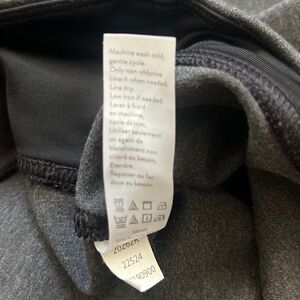 Machine wash cold,
gentle cycle.
Only non-chlorine
bleach when needed.
Line dry.
Low iron if needed.
Laver à froid
en machine,
cycle délicat.
Utiliser seulement
un agent de
blanchiment non
chloré au besoin.
Étendre.
Repasser au fer
doux au besoin.
20262R
22524
190900